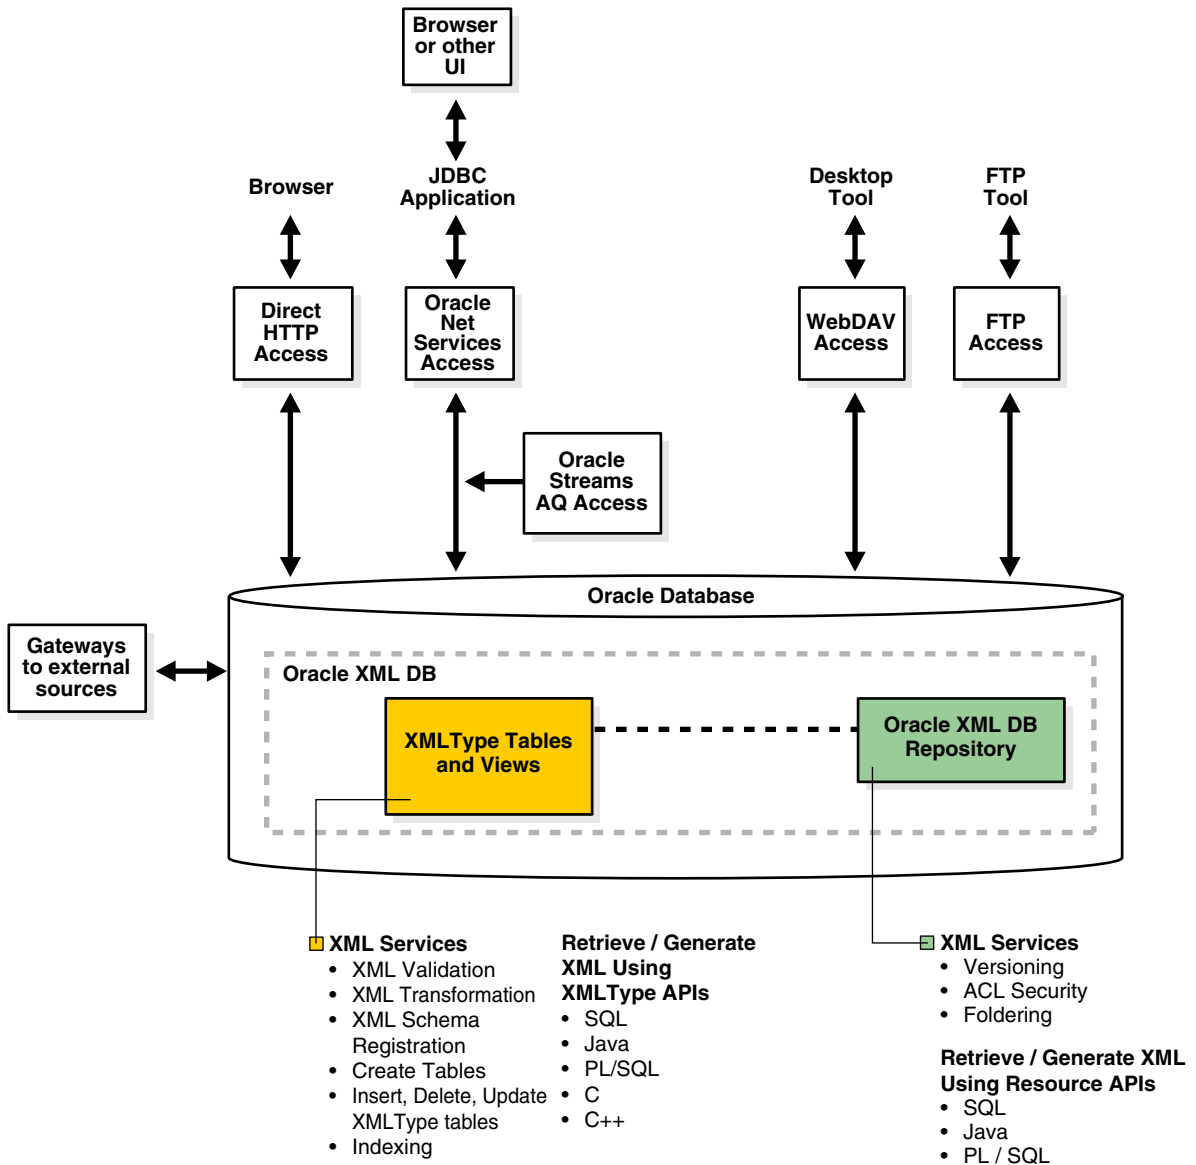 Browser
or other
UI
Browser
JDBC
Application
Desktop
Tool
FTP
Tool
Direct
HTTP
Access
Oracle
Net
Services
Access
WebDAV
Access
FTP
Access
Oracle
Streams
AQ Access
Oracle Database
Gateways
to external
sources
Oracle XML DB
XMLType Tables
and Views
Oracle XML DB
Repository
XML Services
• XML Validation
• XML Transformation
• XML Schema
Registration
• Create Tables
• Insert, Delete, Update
XMLType tables
• Indexing
Retrieve / Generate
XML Using
XMLType APIs
• SQL
• Java
• PL/SQL
• C
• C++
XML Services
• Versioning
• ACL Security
• Foldering
Retrieve / Generate XML
Using Resource APIs
• SQL
• Java
• PL / SQL